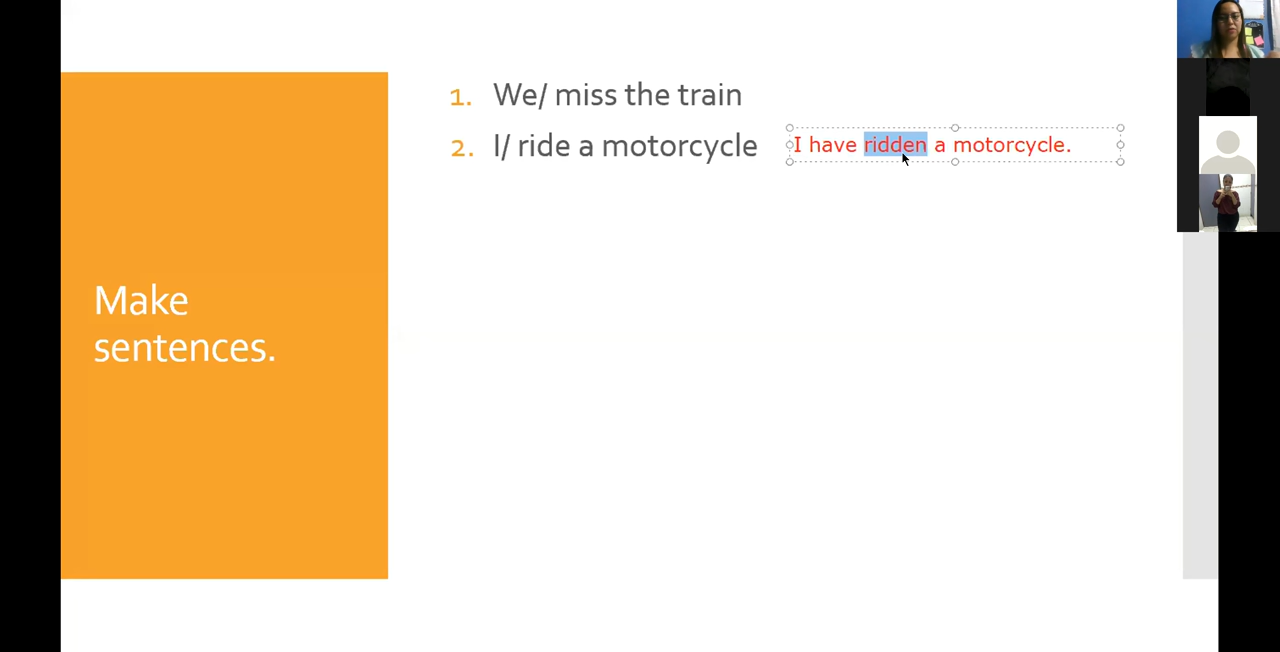 Make
sentences.
1. We/ miss the train
2. I/ ride a motorcycle
I have ridden a motorcycle.